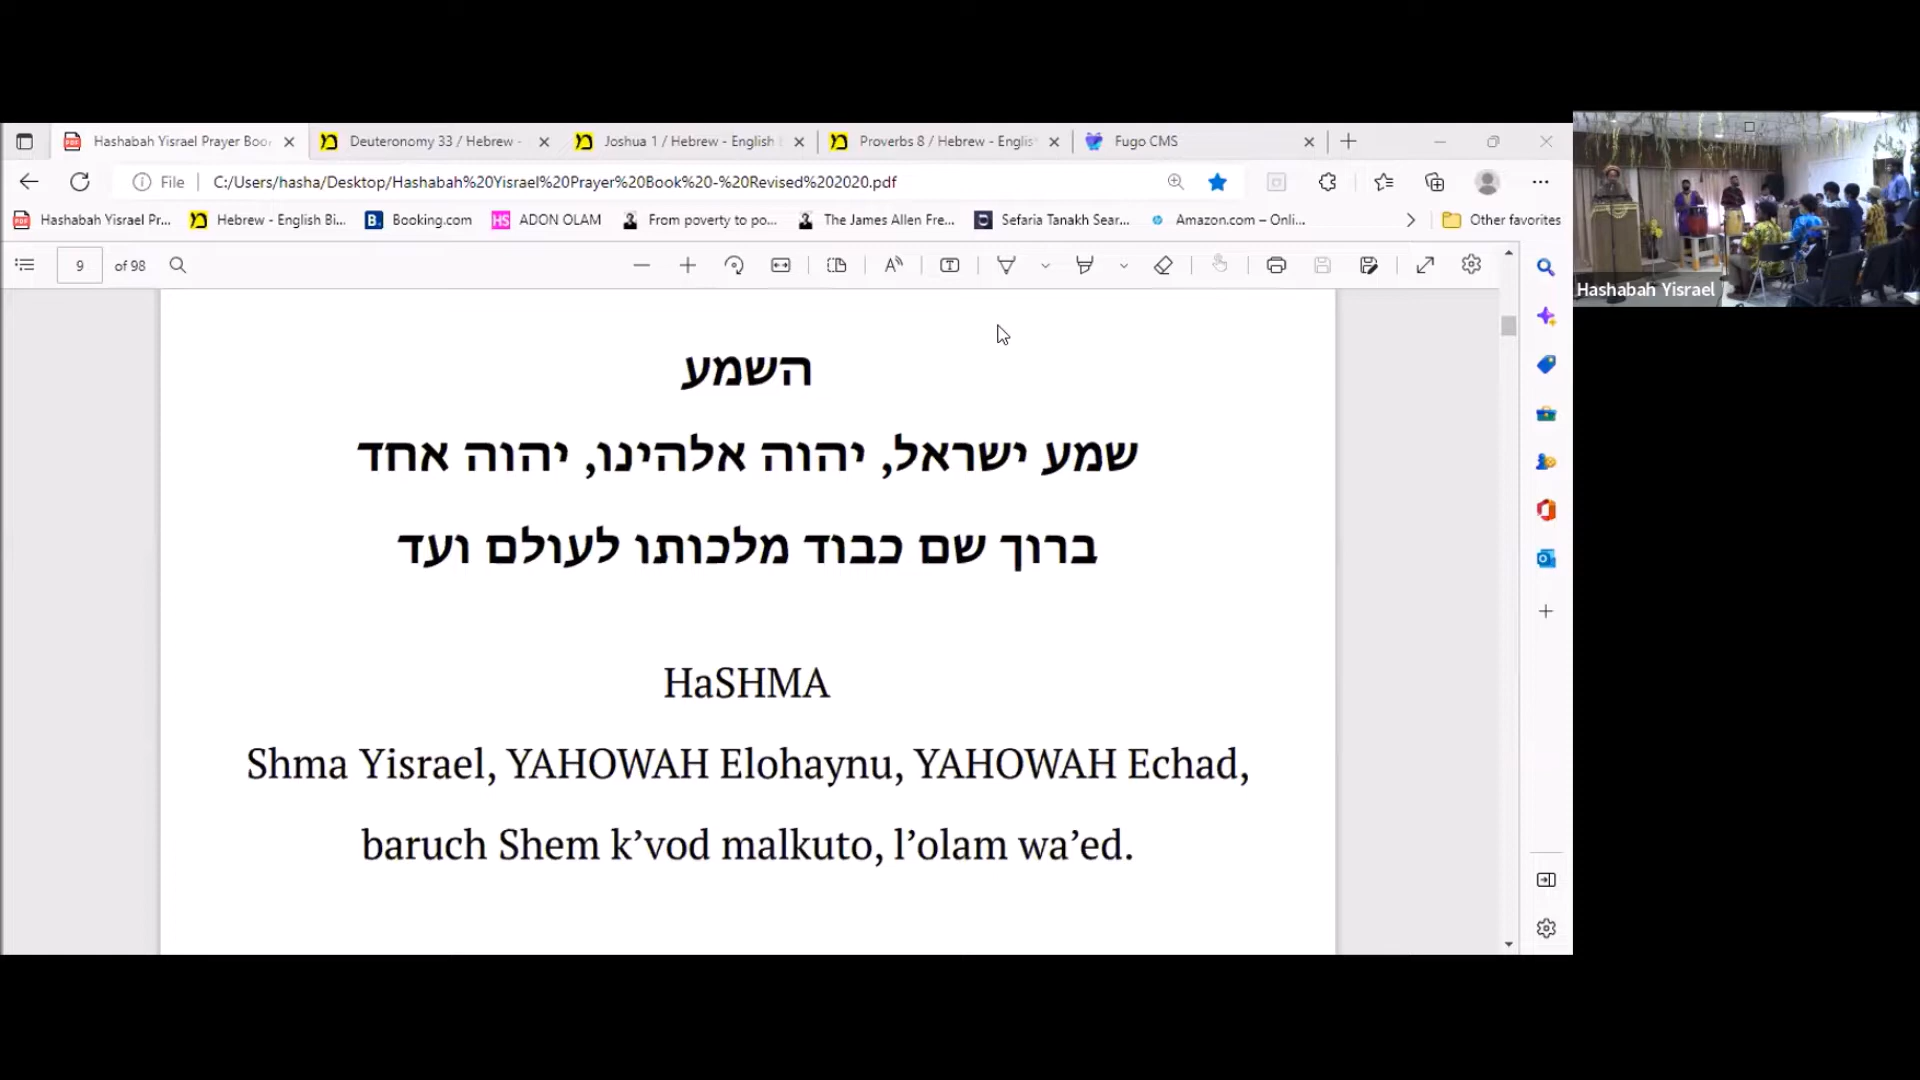 Hashabah Yisrael Prayer Boo
Deuteronomy 33 / Hebrew -
Joshua 1 / Hebrew - English
Proverbs 8 / Hebrew - Englis
Fugo CMS
File
C:/Users/hasha/Desktop/Hashabah%20Yisrael%20Prayer%20Book%20-%20Revised%202020.pdf
Hashabah Yisrael Pr...
Hebrew - English Bi...
Booking.com
ADON OLAM
From poverty to po...
The James Allen Fre...
Sefaria Tanakh Sear...
Amazon.com – Onli...
Other favorites
9 of 98
Hashabah Yisrael
השמע
שמע ישראל, יהוה אלהינו, יהוה אחד
ברוך שם כבוד מלכותו לעולם ועד
HaSHMA
Shma Yisrael, YAHOWAH Elohaynu, YAHOWAH Echad,
baruch Shem k’vod malkuto, l’olam wa’ed.